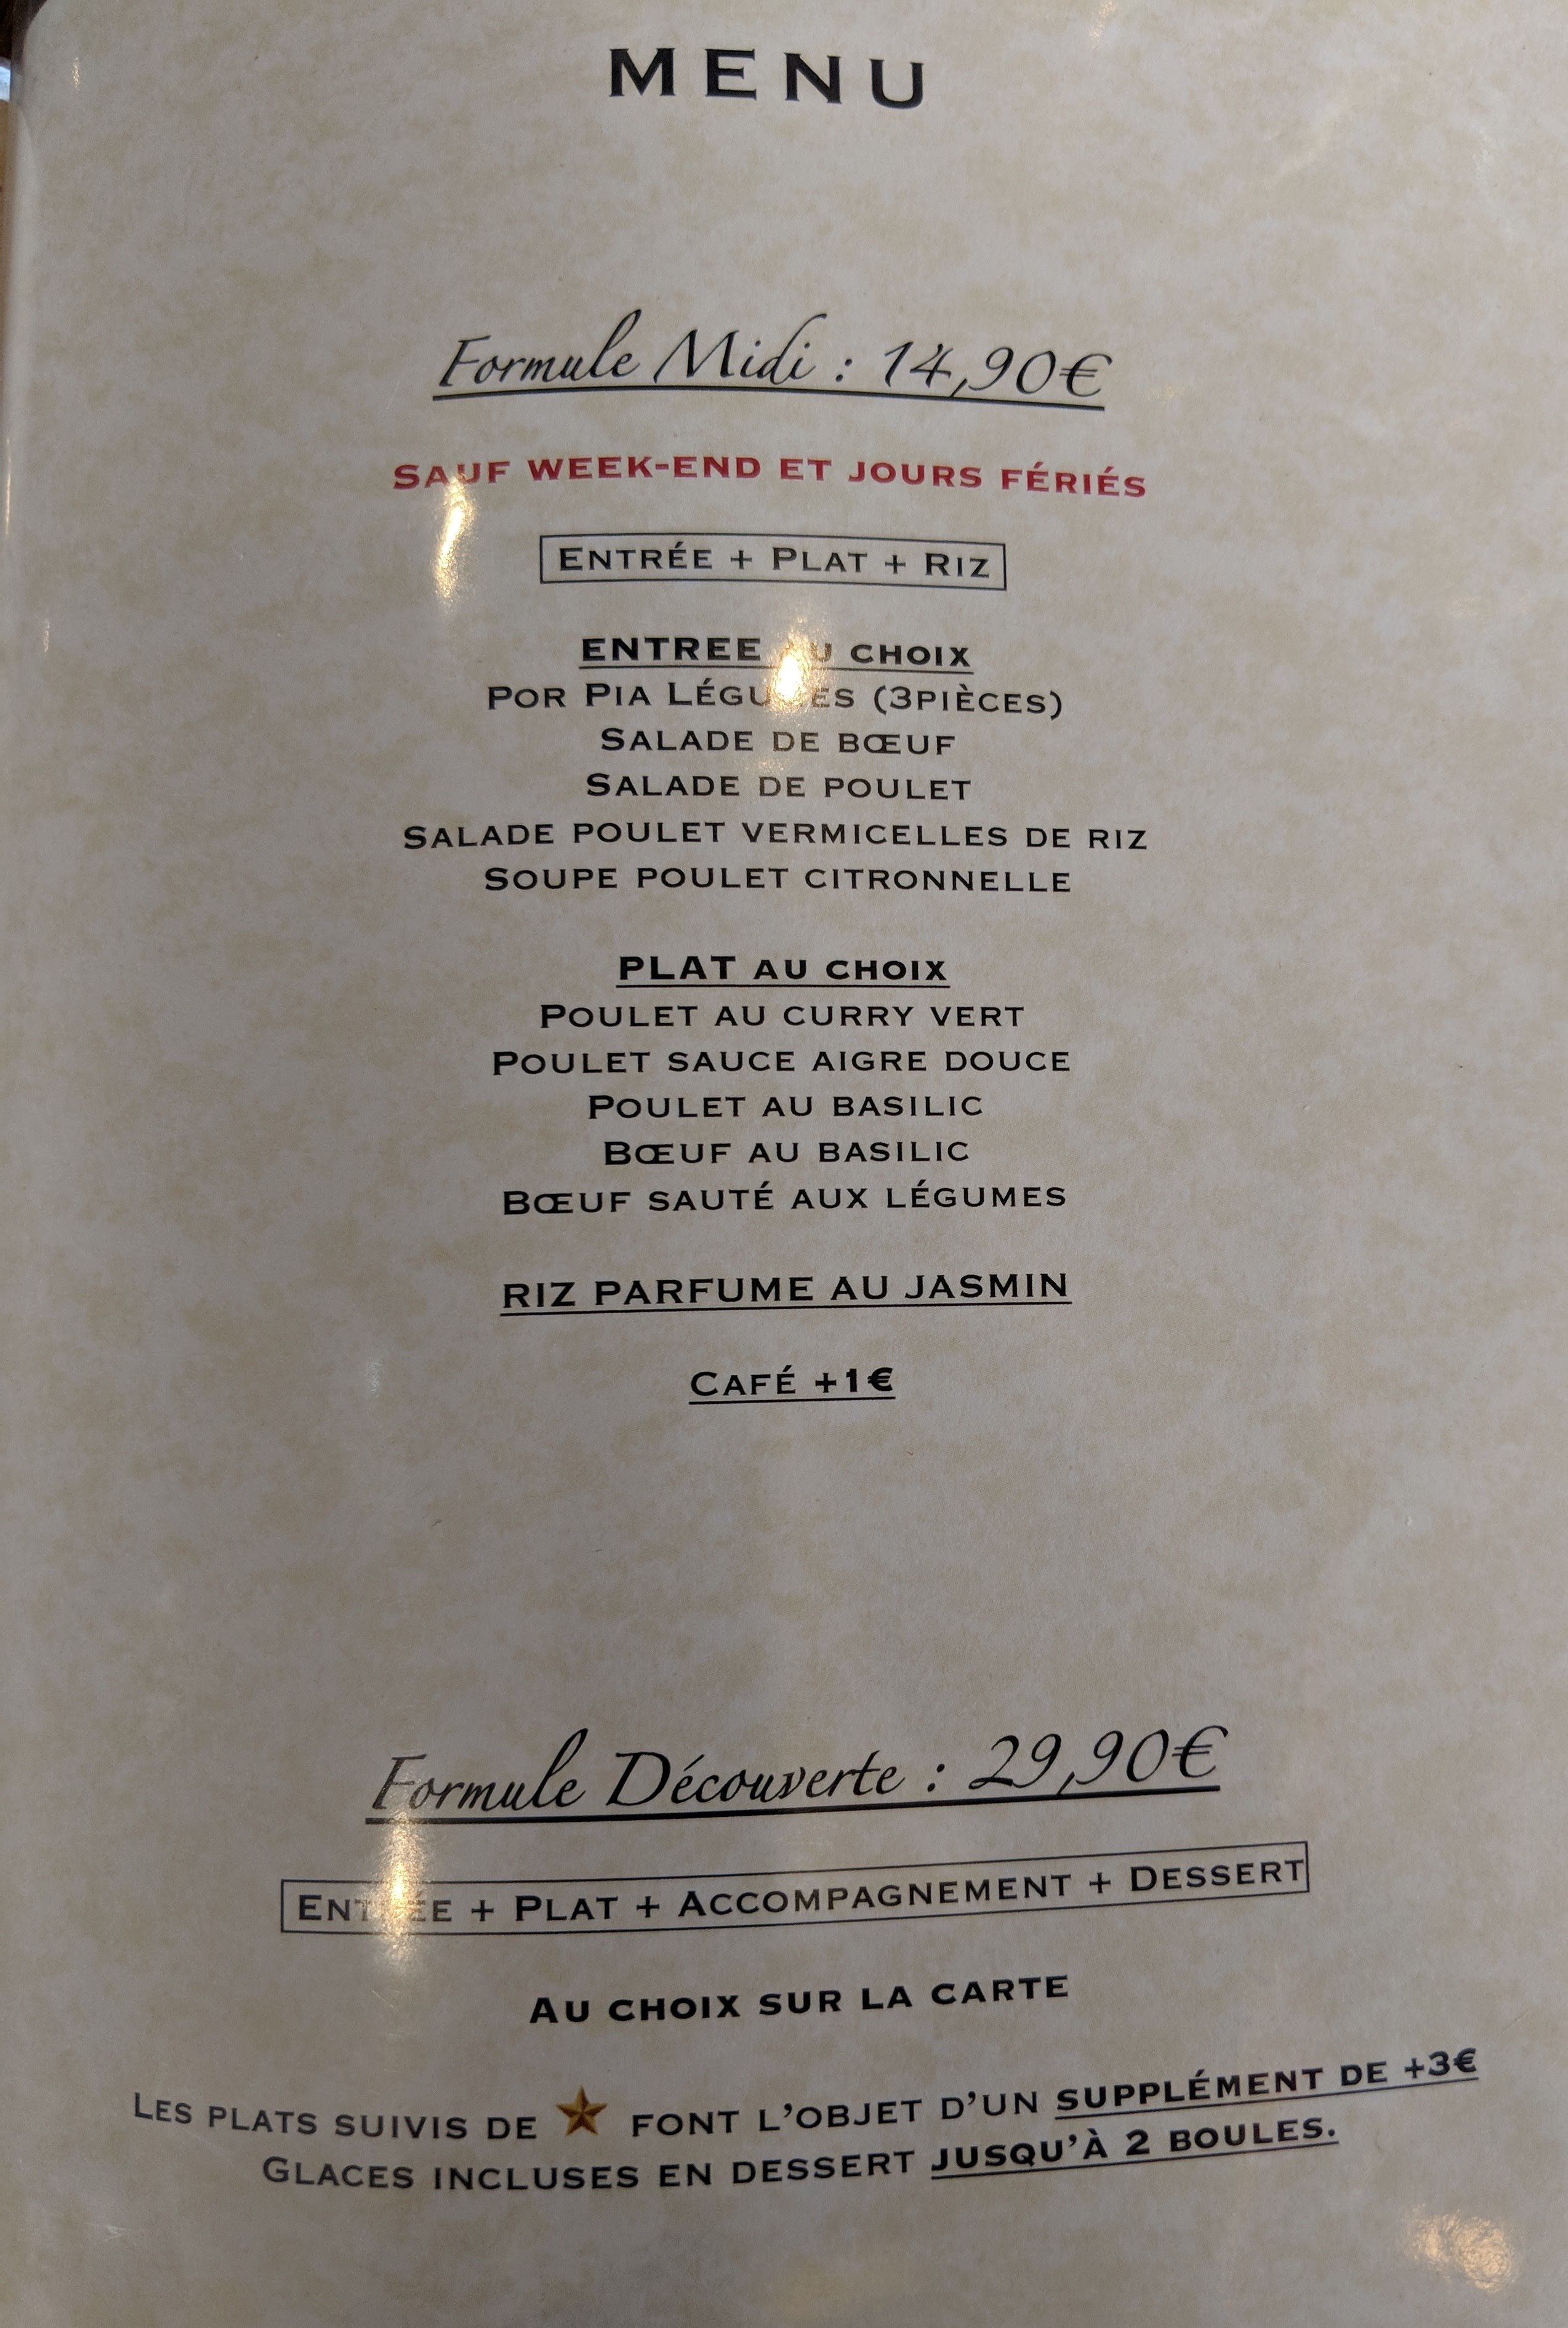 MENU
Formule Midi : 14,90€
SAUF WEEK-END ET JOURS FÉRIÉS
ENTRÉE + PLAT + RIZ
ENTREE AU CHOIX
POR PIA LÉGUMES (3PIÈCES)
SALADE DE BŒUF
SALADE DE POULET
SALADE POULET VERMICELLES DE RIZ
SOUPE POULET CITRONNELLE
PLAT AU CHOIX
POULET AU CURRY VERT
POULET SAUCE AIGRE DOUCE
POULET AU BASILIC
BŒUF AU BASILIC
BŒUF SAUTÉ AUX LÉGUMES
RIZ PARFUME AU JASMIN
CAFÉ +1€
Formule Découverte : 29,90€
ENTRÉE + PLAT + ACCOMPAGNEMENT + DESSERT
AU CHOIX SUR LA CARTE
LES PLATS SUIVIS DE FONT L'OBJET D'UN SUPPLÉMENT DE +3€
GLACES INCLUSES EN DESSERT JUSQU'À 2 BOULES.